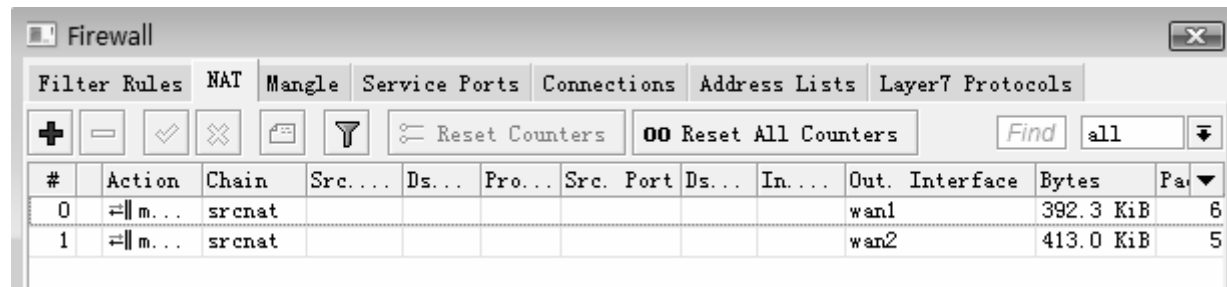 Firewall
Filter Rules NAT Mangle Service Ports Connections Address Lists Layer7 Protocols
Reset Counters 00 Reset All Counters Find all
# Action Chain Src.... Ds... Pro... Src. Port Ds... In.... Out. Interface Bytes Pa
0 m... srcnat wan1 392.3 KiB 6
1 m... srcnat wan2 413.0 KiB 5